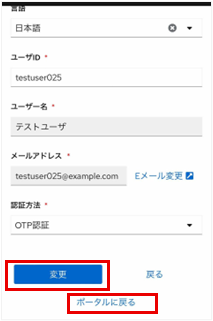 言語
日本語
ユーザID *
testuser025
ユーザー名 *
テストユーザ
メールアドレス *
testuser025@example.com Eメール変更
認証方法 *
OTP認証
変更 戻る
ポータルに戻る